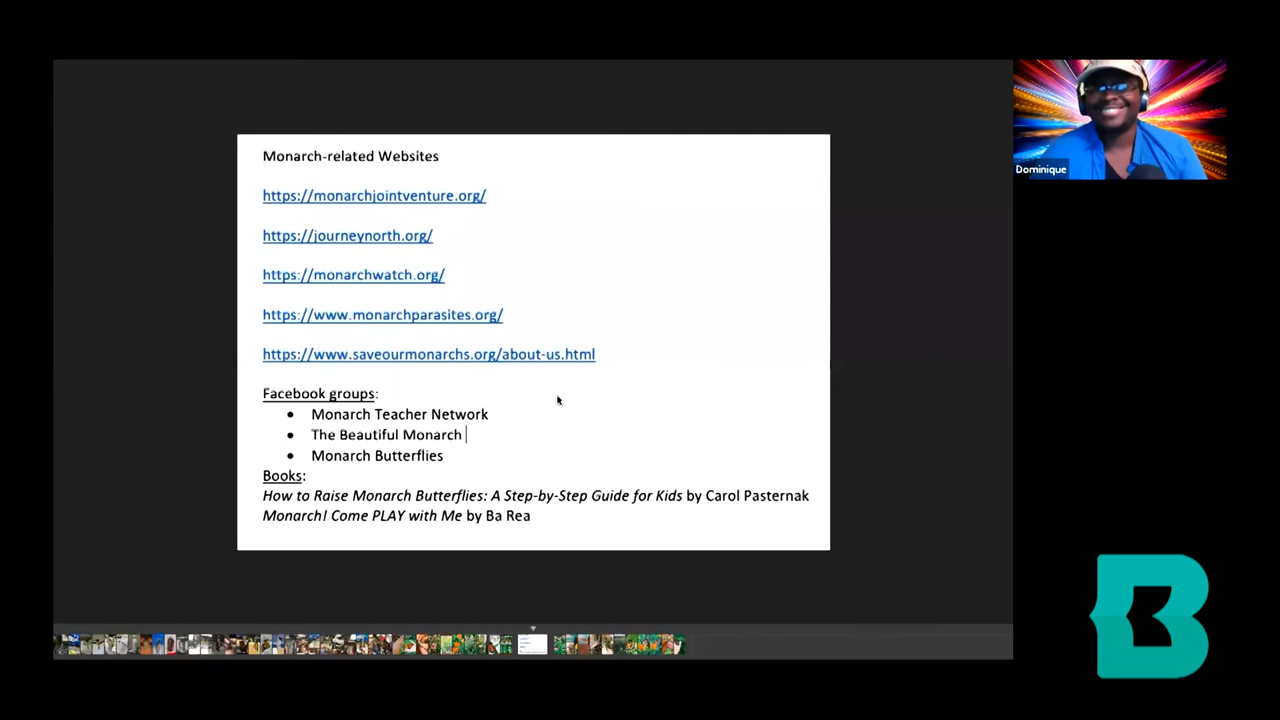 Monarch-related Websites
https://monarchjointventure.org/
https://journeynorth.org/
https://monarchwatch.org/
https://www.monarchparasites.org/
https://www.saveourmonarchs.org/about-us.html
Facebook groups:
• Monarch Teacher Network
• The Beautiful Monarch
• Monarch Butterflies
Books:
How to Raise Monarch Butterflies: A Step-by-Step Guide for Kids by Carol Pasternak
Monarch! Come PLAY with Me by Ba Rea
Dominique
B